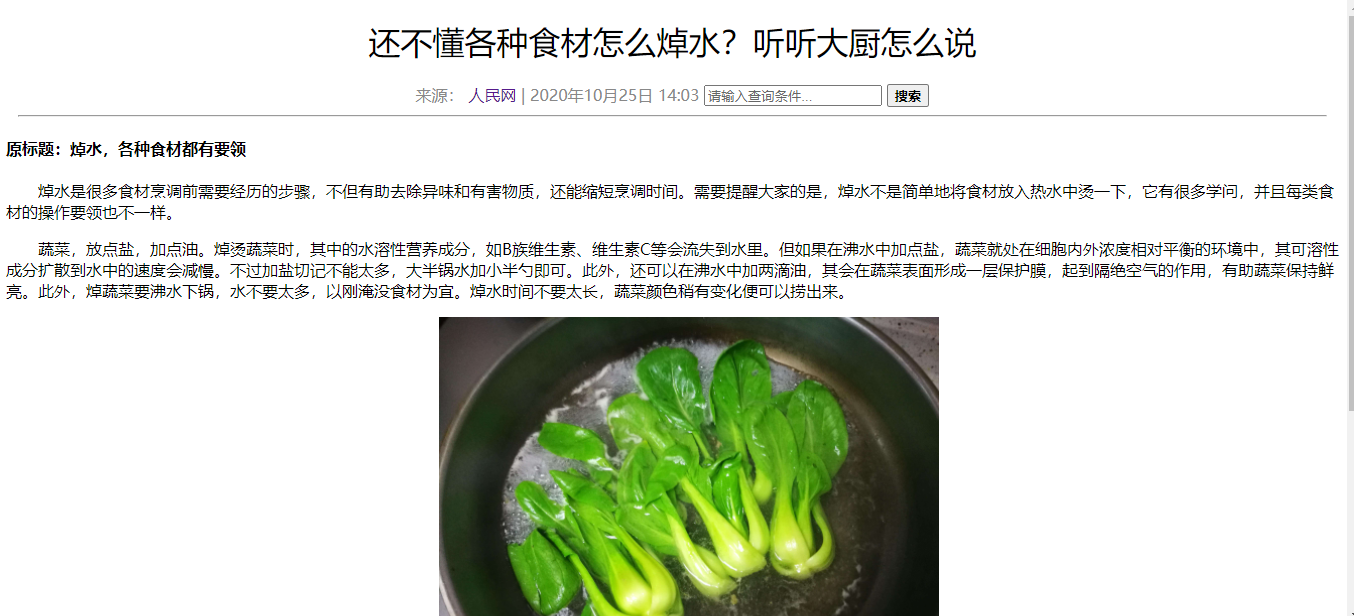 还不懂各种食材怎么焯水？听听大厨怎么说
来源： 人民网 | 2020年10月25日 14:03 请输入查询条件... 搜索
原标题：焯水，各种食材都有要领
焯水是很多食材烹调前需要经历的步骤，不但有助去除异味和有害物质，还能缩短烹调时间。需要提醒大家的是，焯水不是简单地将食材放入热水中烫一下，它有很多学问，并且每类食
材的操作要领也不一样。
蔬菜，放点盐，加点油。焯烫蔬菜时，其中的水溶性营养成分，如B族维生素、维生素C等会流失到水里。但如果在沸水中加点盐，蔬菜就处在细胞内外浓度相对平衡的环境中，其可溶性
成分扩散到水中的速度会减慢。不过加盐切记不能太多，大半锅水加小半勺即可。此外，还可以在沸水中加两滴油，其会在蔬菜表面形成一层保护膜，起到隔绝空气的作用，有助蔬菜保持鲜
亮。此外，焯蔬菜要沸水下锅，水不要太多，以刚淹没食材为宜。焯水时间不要太长，蔬菜颜色稍有变化便可以捞出来。